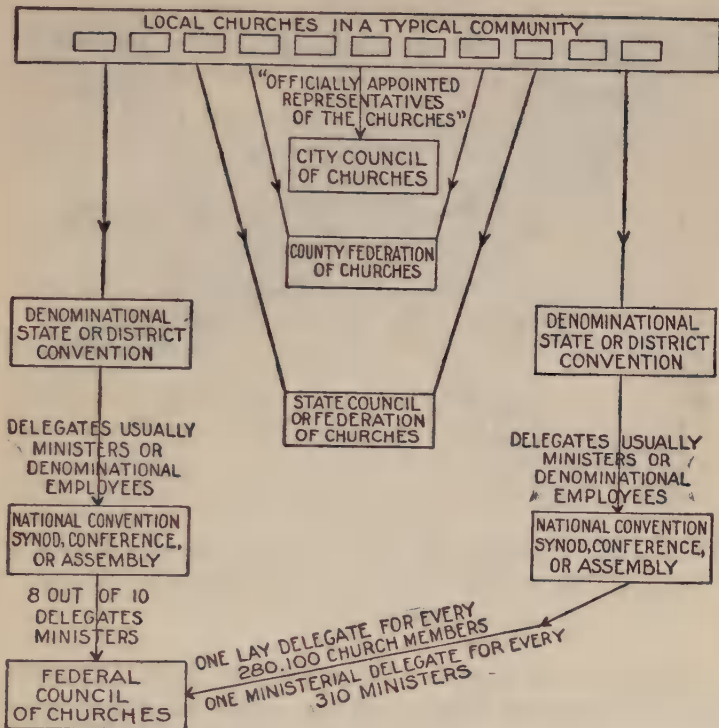 LOCAL CHURCHES IN A TYPICAL COMMUNITY
"OFFICIALLY APPOINTED
REPRESENTATIVES
OF THE CHURCHES"
CITY COUNCIL
OF CHURCHES
COUNTY FEDERATION
OF CHURCHES
DENOMINATIONAL
STATE OR DISTRICT
CONVENTION
DENOMINATIONAL
STATE OR DISTRICT
CONVENTION
STATE COUNCIL
OR FEDERATION
OF CHURCHES
DELEGATES USUALLY
MINISTERS OR
DENOMINATIONAL
EMPLOYEES
DELEGATES USUALLY
MINISTERS OR
DENOMINATIONAL
EMPLOYEES
NATIONAL CONVENTION
SYNOD, CONFERENCE,
OR ASSEMBLY
NATIONAL CONVENTION
SYNOD, CONFERENCE,
OR ASSEMBLY
8 OUT OF 10
DELEGATES
MINISTERS
ONE LAY DELEGATE FOR EVERY
280.100 CHURCH MEMBERS
ONE MINISTERIAL DELEGATE FOR EVERY
310 MINISTERS
FEDERAL
COUNCIL
OF CHURCHES